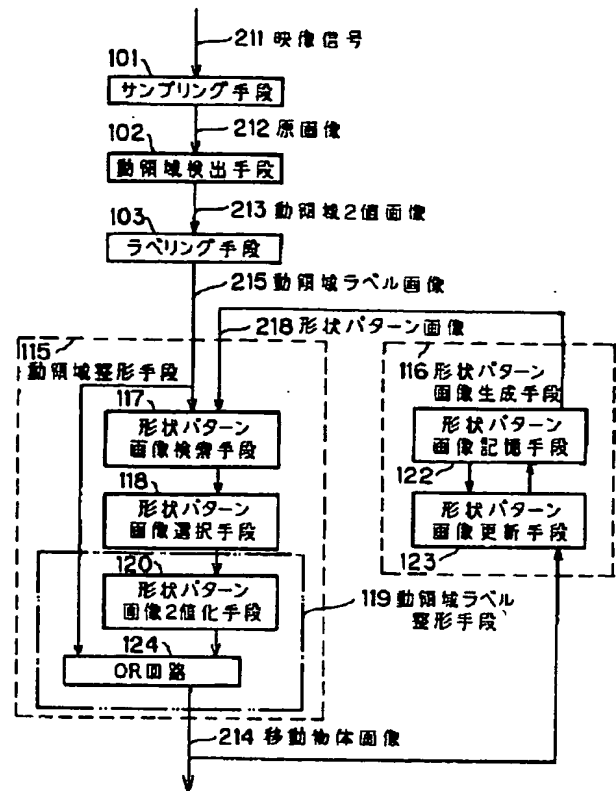 211 映像信号
101
サンプリング手段
212 原画像
102
動領域検出手段
213 動領域2値画像
103
ラベリング手段
215 動領域ラベル画像
218 形状パターン画像
115
動領域整形手段
117
形状パターン
画像検索手段
118
形状パターン
画像選択手段
120
形状パターン
画像2値化手段
124
OR回路
119 動領域ラベル
整形手段
116 形状パターン
画像生成手段
形状パターン
画像記憶手段
122
形状パターン
画像更新手段
123
214 移動物体画像